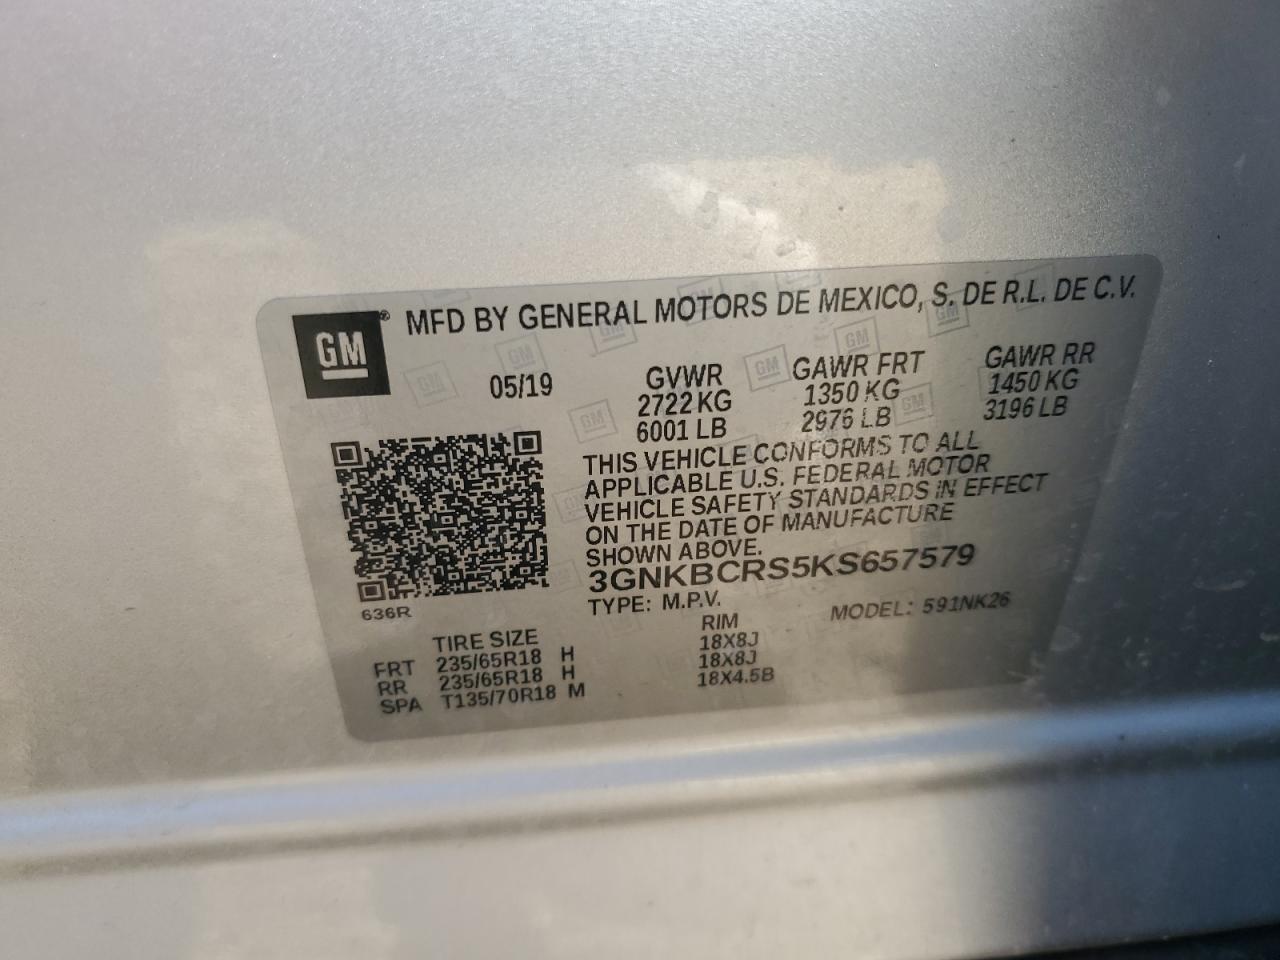 GM® MFD BY GENERAL MOTORS DE MEXICO, S. DE R.L. DE C.V.
05/19
GVWR
2722 KG
6001 LB
GAWR FRT
1350 KG
2976 LB
GAWR RR
1450 KG
3196 LB
THIS VEHICLE CONFORMS TO ALL
APPLICABLE U.S. FEDERAL MOTOR
VEHICLE SAFETY STANDARDS IN EFFECT
ON THE DATE OF MANUFACTURE
SHOWN ABOVE.
3GNKBCRS5KS657579
636R
TYPE: M.P.V. MODEL: 591NK26
TIRE SIZE RIM
FRT 235/65R18 H 18X8J
RR 235/65R18 H 18X8J
SPA T135/70R18 M 18X4.5B